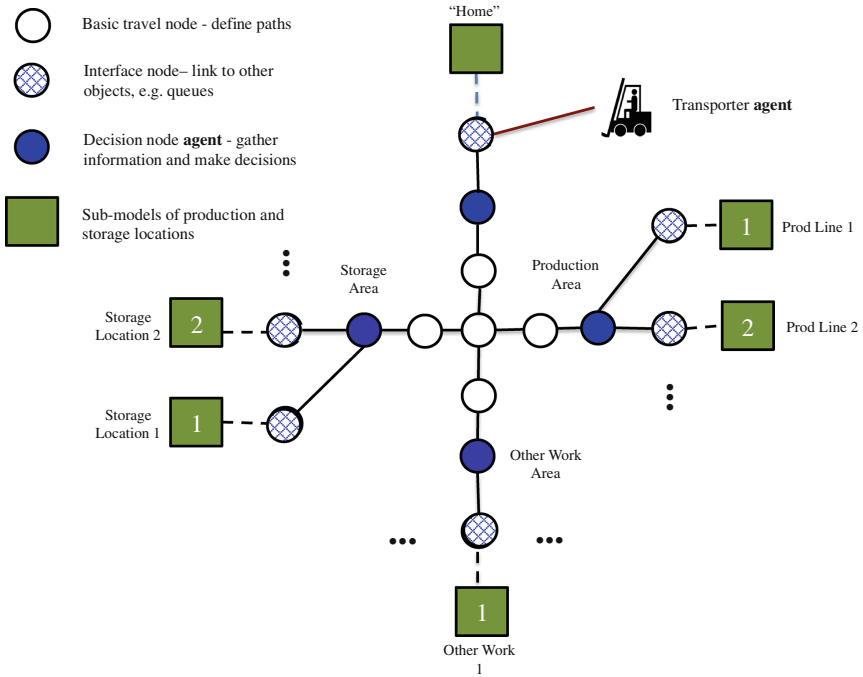 Basic travel node - define paths
Interface node– link to other
objects, e.g. queues
Decision node agent - gather
information and make decisions
Sub-models of production and
storage locations
“Home”
Transporter agent
1
Prod Line 1
Production
Area
2
Prod Line 2
Storage
Area
Storage
Location 2
2
Storage
Location 1
1
Other Work
Area
1
Other Work
1